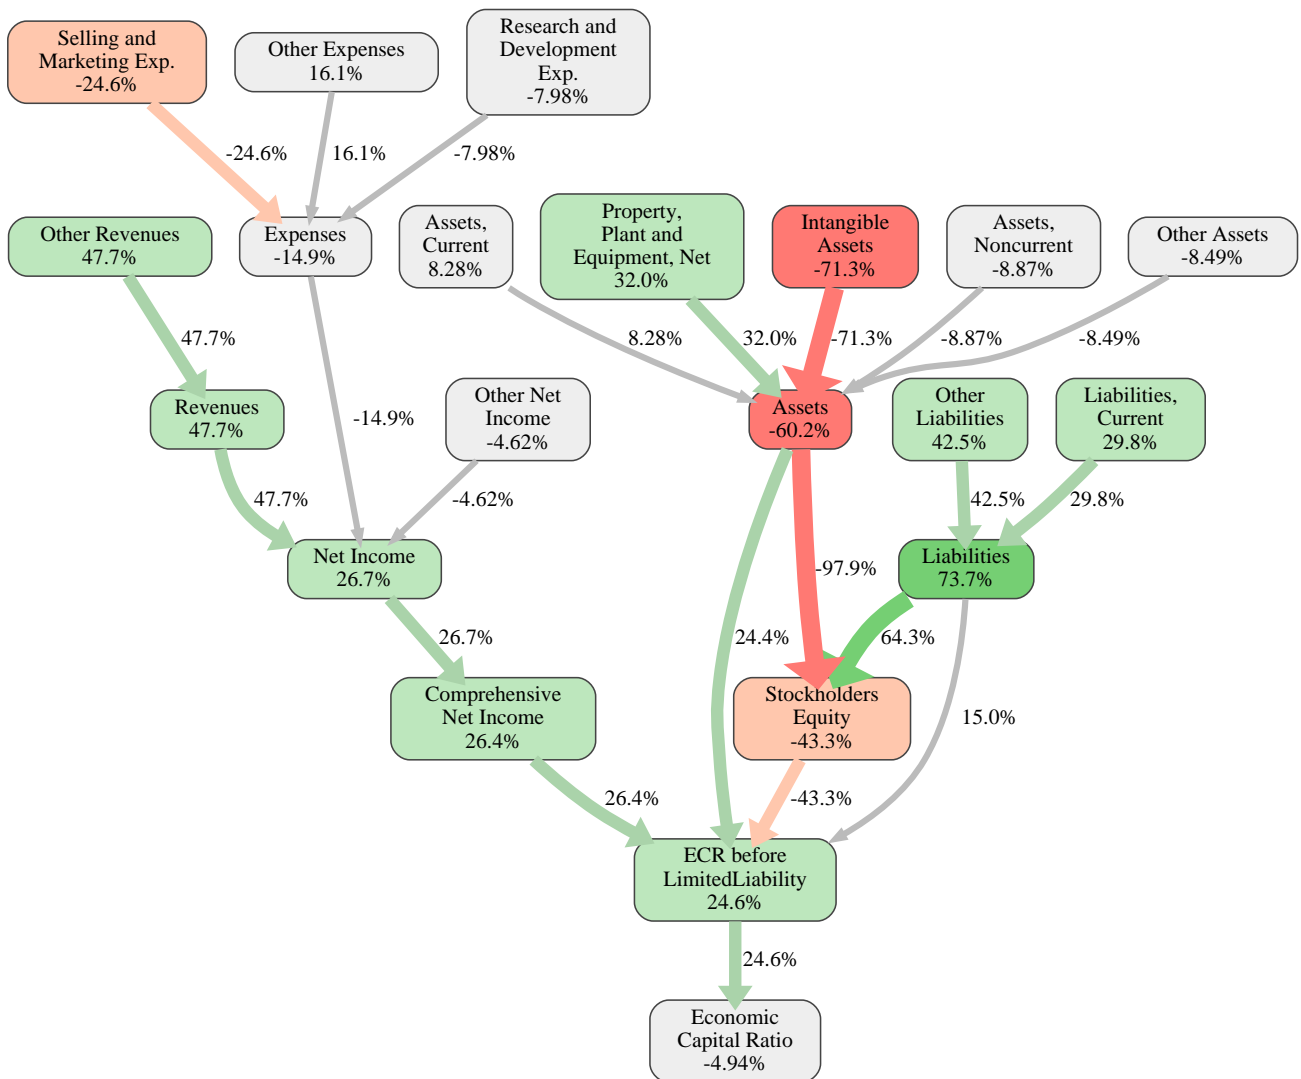 Selling and
Marketing Exp.
-24.6%
Other Expenses
16.1%
Research and
Development
Exp.
-7.98%
-24.6%
16.1%
-7.98%
Other Revenues
47.7%
Expenses
-14.9%
Assets,
Current
8.28%
Property,
Plant and
Equipment, Net
32.0%
Intangible
Assets
-71.3%
Assets,
Noncurrent
-8.87%
Other Assets
-8.49%
47.7%
8.28%
32.0%
-71.3%
-8.87%
-8.49%
Revenues
47.7%
-14.9%
Other Net
Income
-4.62%
Assets
-60.2%
Other
Liabilities
42.5%
Liabilities,
Current
29.8%
47.7%
-4.62%
42.5%
29.8%
Net Income
26.7%
-97.9%
Liabilities
73.7%
26.7%
24.4%
64.3%
Comprehensive
Net Income
26.4%
Stockholders
Equity
-43.3%
15.0%
26.4%
-43.3%
ECR before
LimitedLiability
24.6%
24.6%
Economic
Capital Ratio
-4.94%